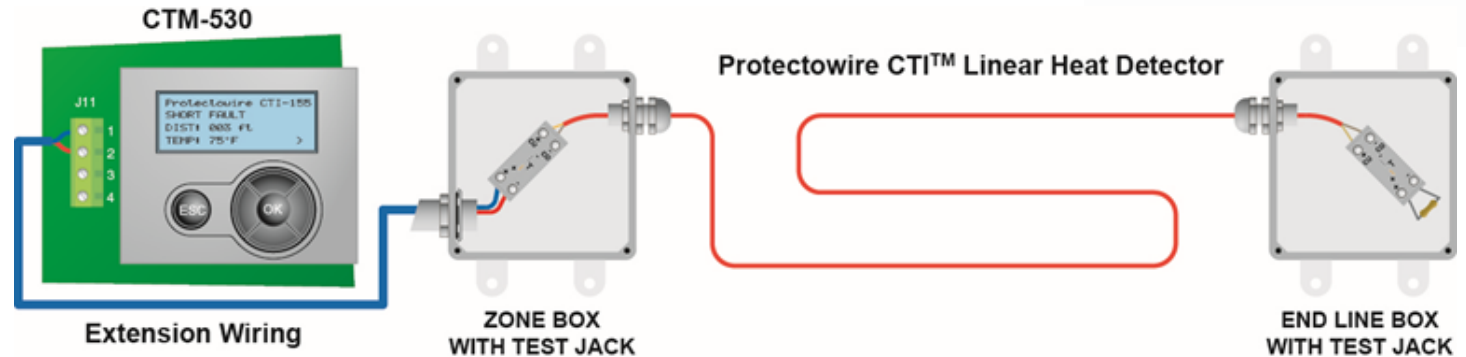 CTM-530
J11
1
2
3
4
Protectowire CTI-155
SHORT FAULT
DIST: 003 ft
TEMP: 75°F >
ESC
OK
Extension Wiring
ZONE BOX
WITH TEST JACK
Protectowire CTI™ Linear Heat Detector
END LINE BOX
WITH TEST JACK